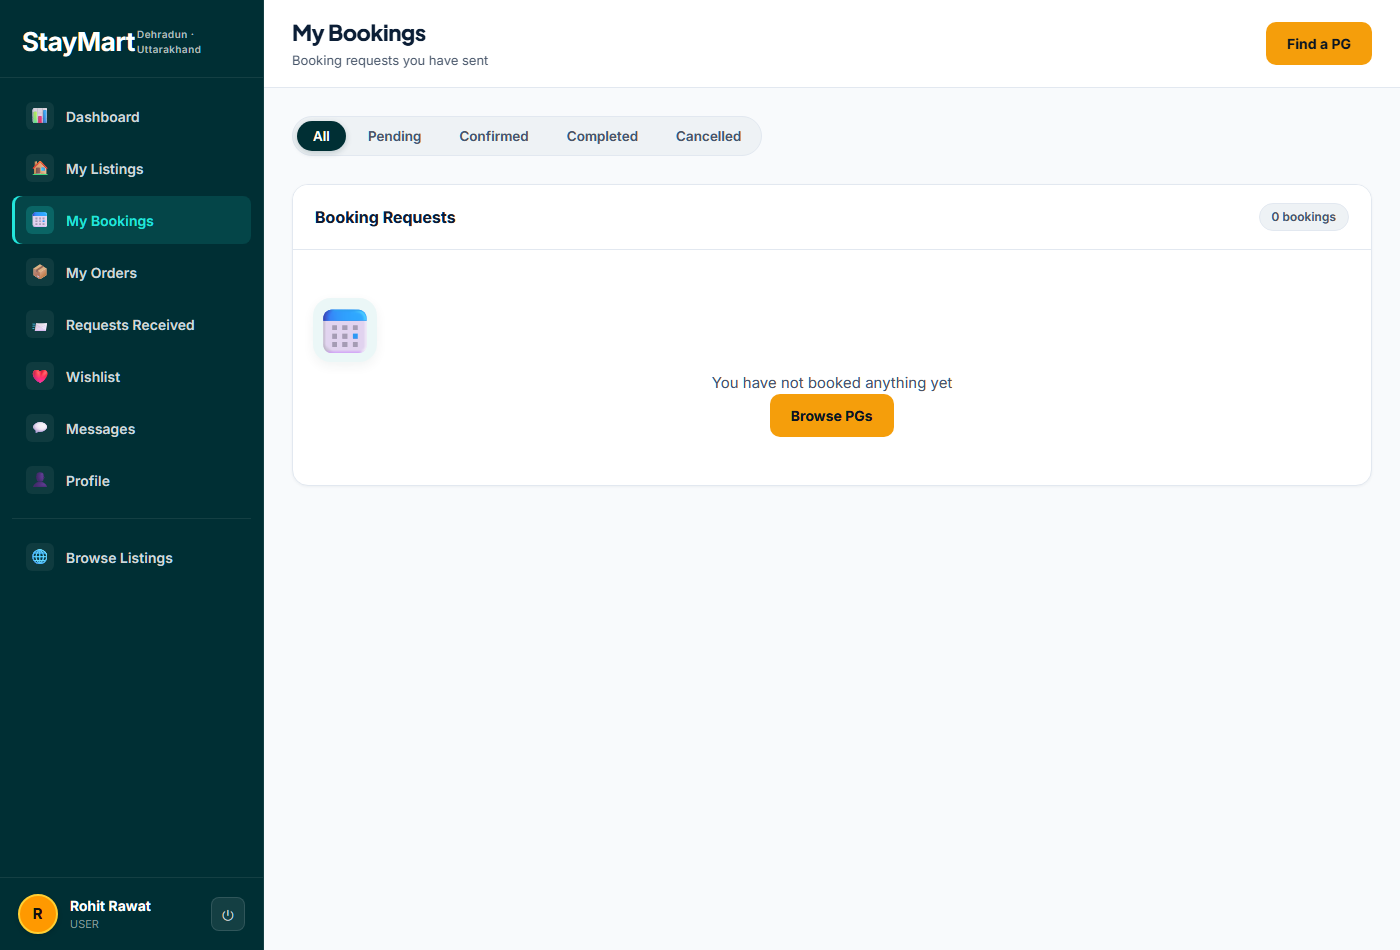 StayMart
Dehradun ·
Uttarakhand
Dashboard
My Listings
My Bookings
My Orders
Requests Received
Wishlist
Messages
Profile
Browse Listings
R
Rohit Rawat
USER
My Bookings
Booking requests you have sent
Find a PG
All
Pending
Confirmed
Completed
Cancelled
Booking Requests
0 bookings
You have not booked anything yet
Browse PGs